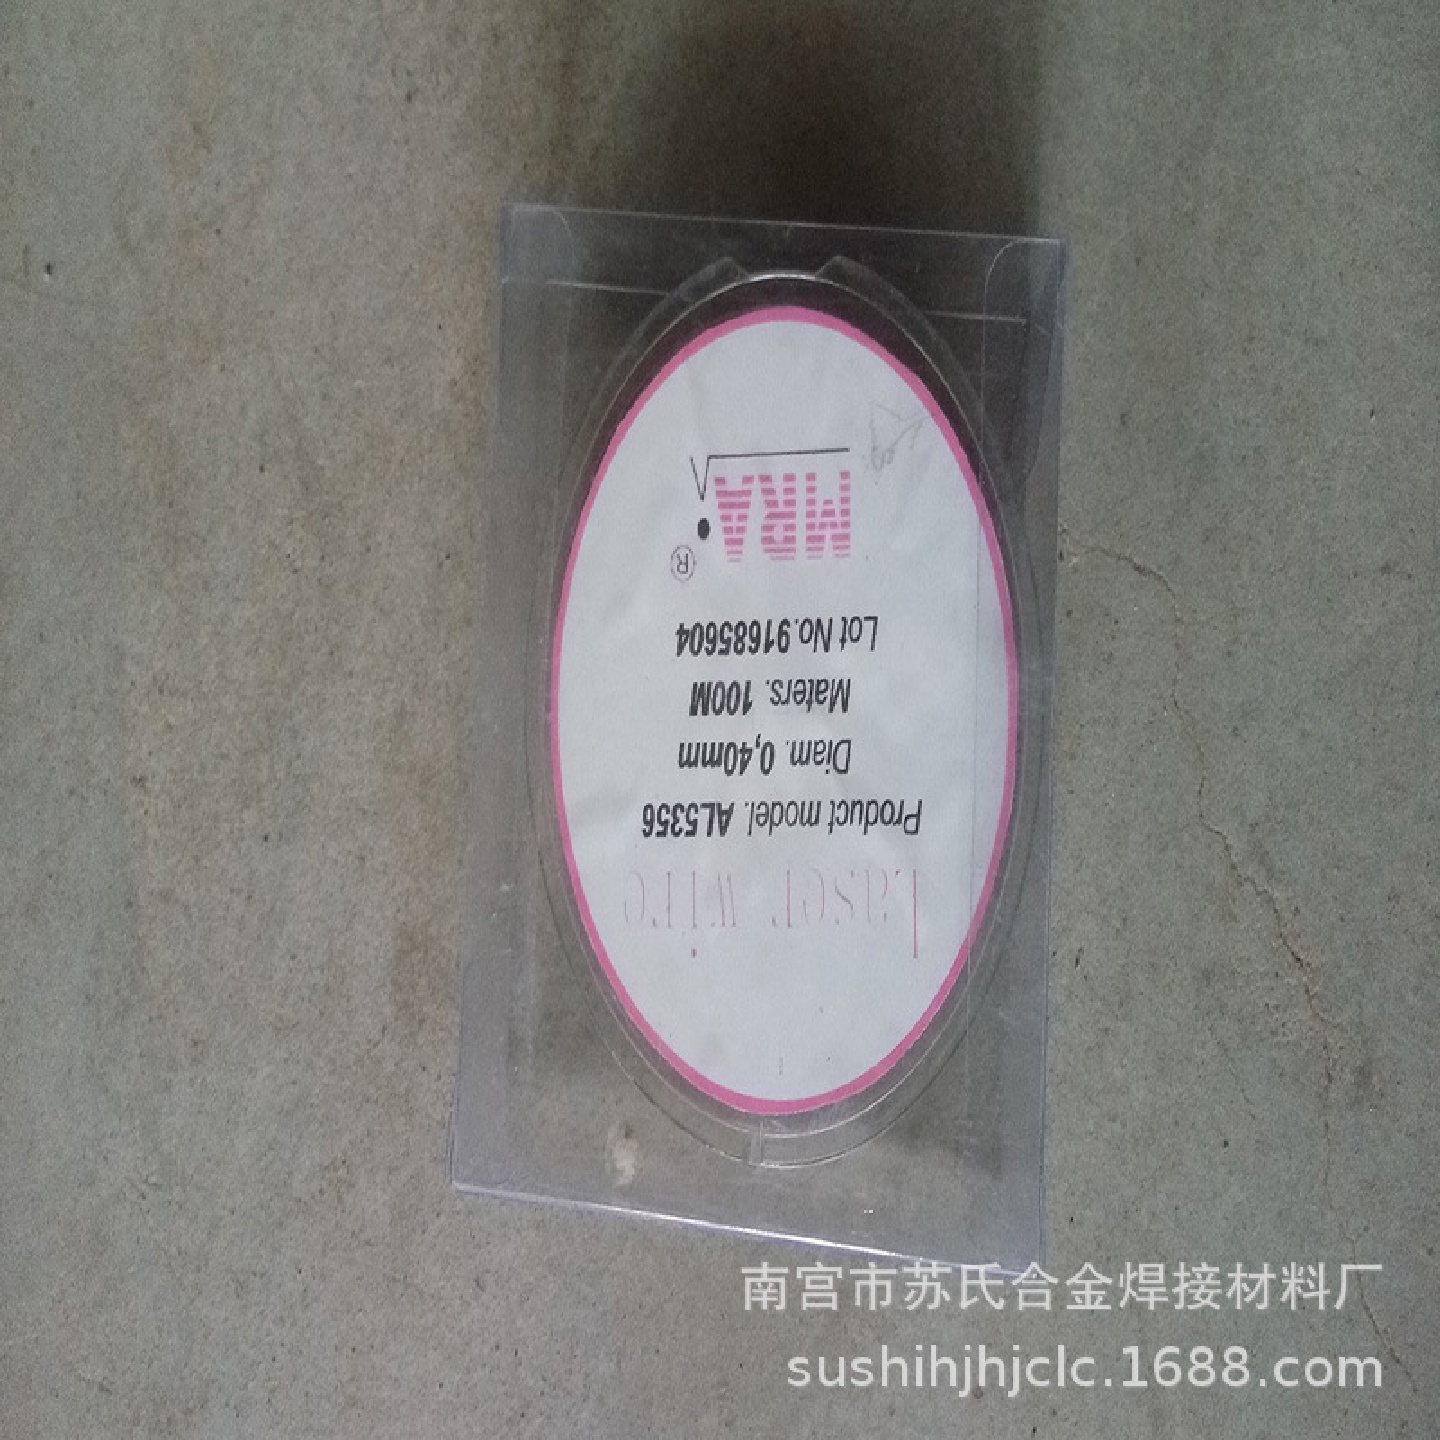 MRA
®
Lot No.91685604
Maters. 100M
Diam. 0,40mm
Product model. AL5356
Laser wire
南宫市苏氏合金焊接材料厂
sushihjhjclc.1688.com